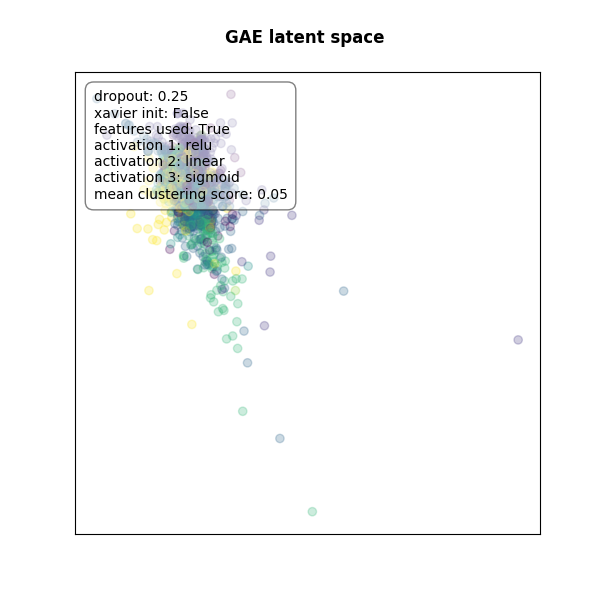 GAE latent space
dropout: 0.25
xavier init: False
features used: True
activation 1: relu
activation 2: linear
activation 3: sigmoid
mean clustering score: 0.05